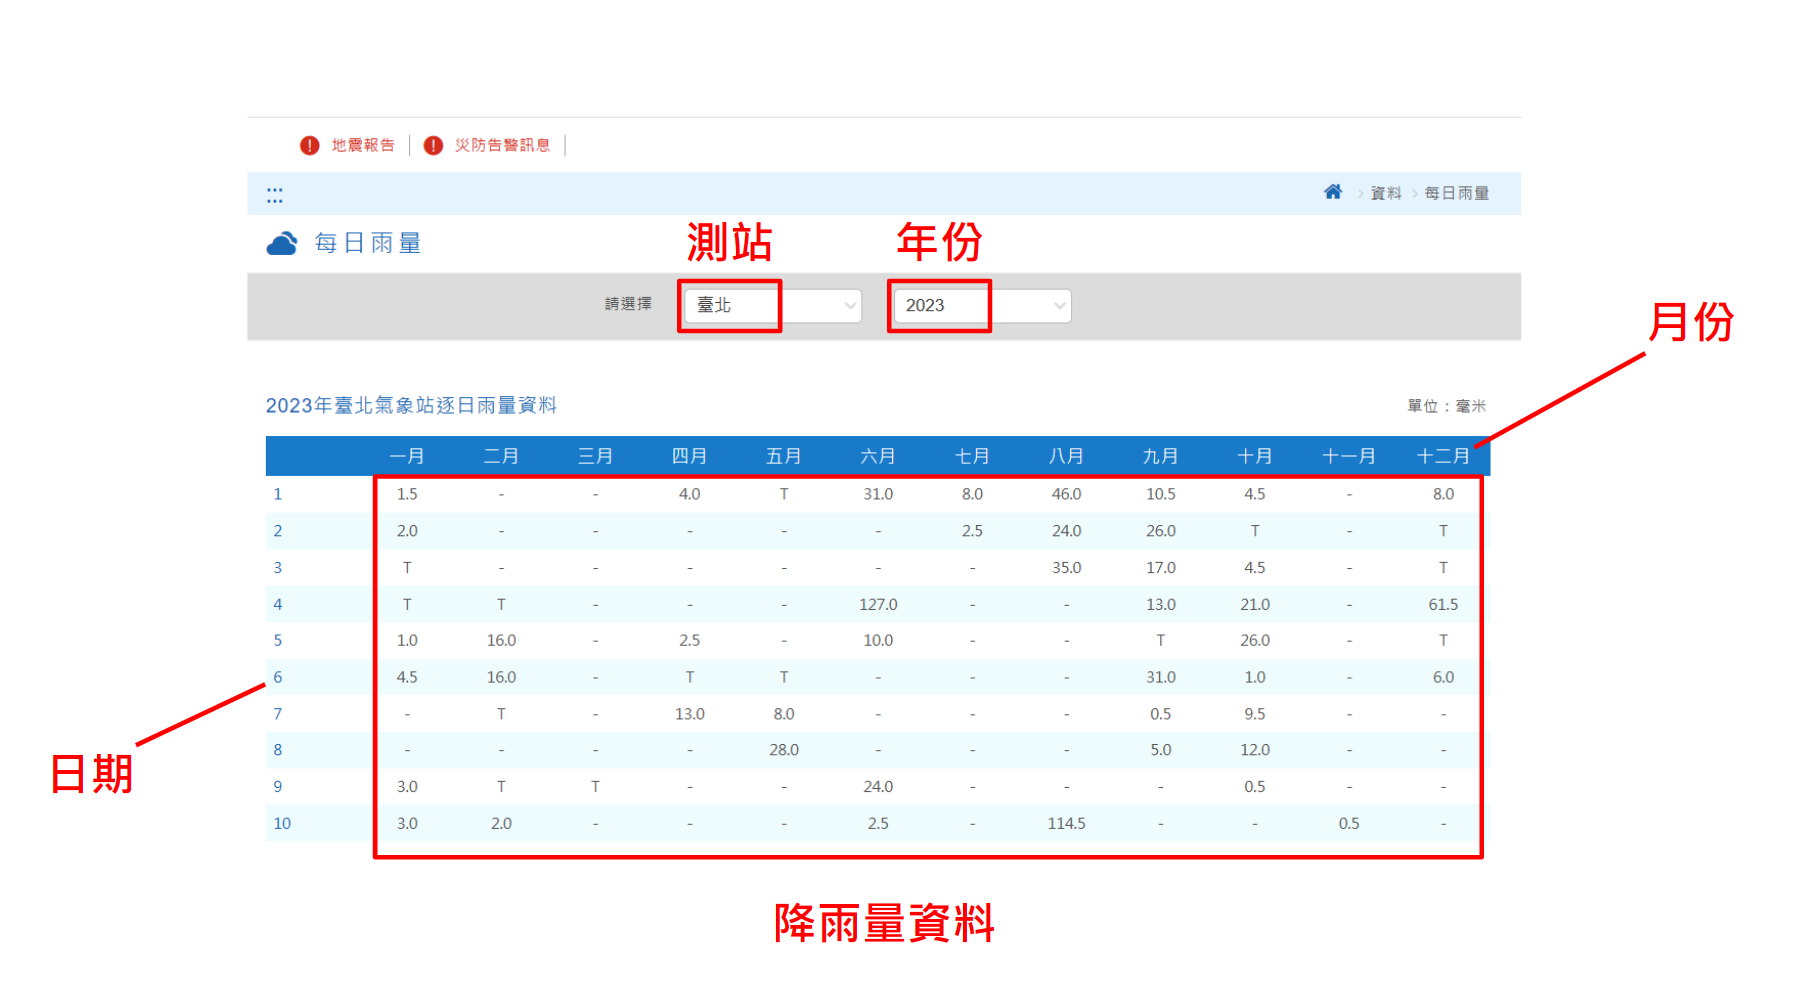 地震報告 災防告警訊息
資料 每日雨量
每日雨量
測站 年份
請選擇 臺北 2023
月份
2023年臺北氣象站逐日雨量資料 單位：毫米
一月 二月 三月 四月 五月 六月 七月 八月 九月 十月 十一月 十二月
1 1.5 - - 4.0 T 31.0 8.0 46.0 10.5 4.5 - 8.0
2 2.0 - - - - - 2.5 24.0 26.0 T - T
3 T - - - - - - 35.0 17.0 4.5 - T
4 T T - - - 127.0 - - 13.0 21.0 - 61.5
5 1.0 16.0 - 2.5 - 10.0 - - T 26.0 - T
6 4.5 16.0 - T T - - - 31.0 1.0 - 6.0
7 - T - 13.0 8.0 - - - 0.5 9.5 - -
8 - - - - 28.0 - - - 5.0 12.0 - -
9 3.0 T T - - 24.0 - - - 0.5 - -
10 3.0 2.0 - - - 2.5 - 114.5 - - 0.5 -
日期
降雨量資料